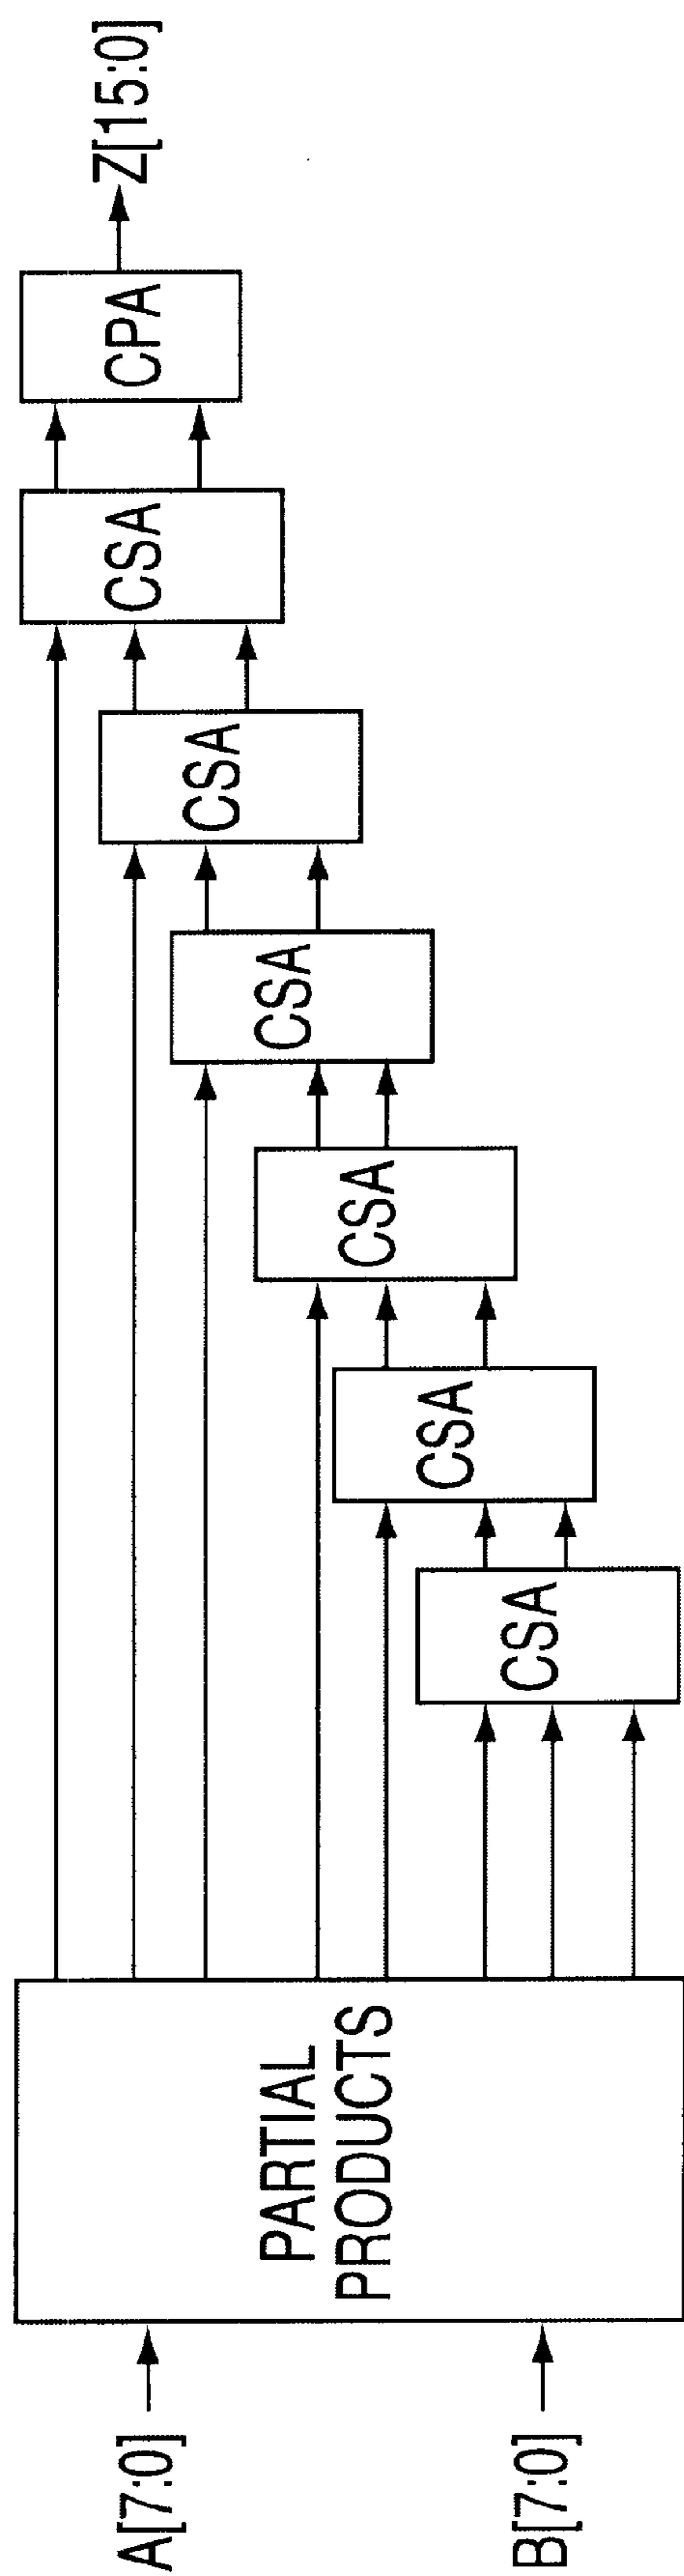 A[7:0]
B[7:0]
PARTIAL
PRODUCTS
CSA
CSA
CSA
CSA
CSA
CSA
CPA
Z[15:0]